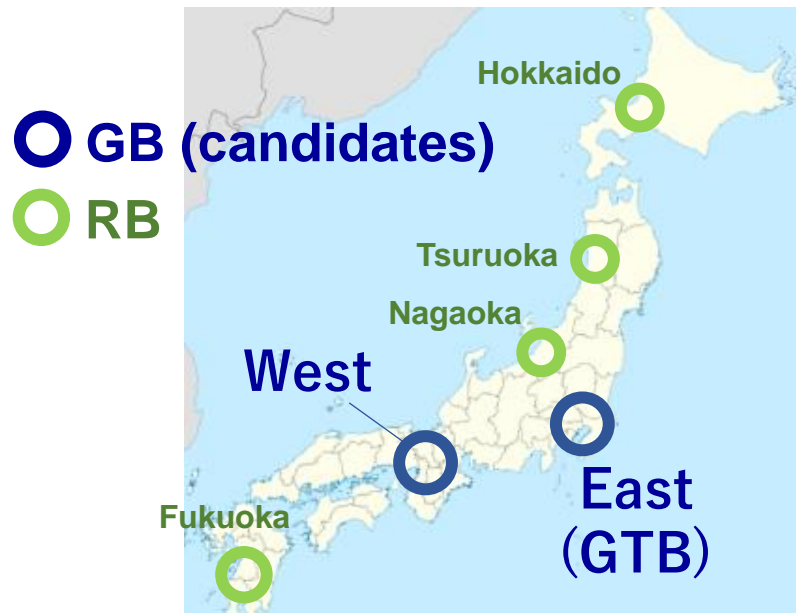 GB (candidates)
RB
Hokkaido
Tsuruoka
Nagaoka
West
East
(GTB)
Fukuoka